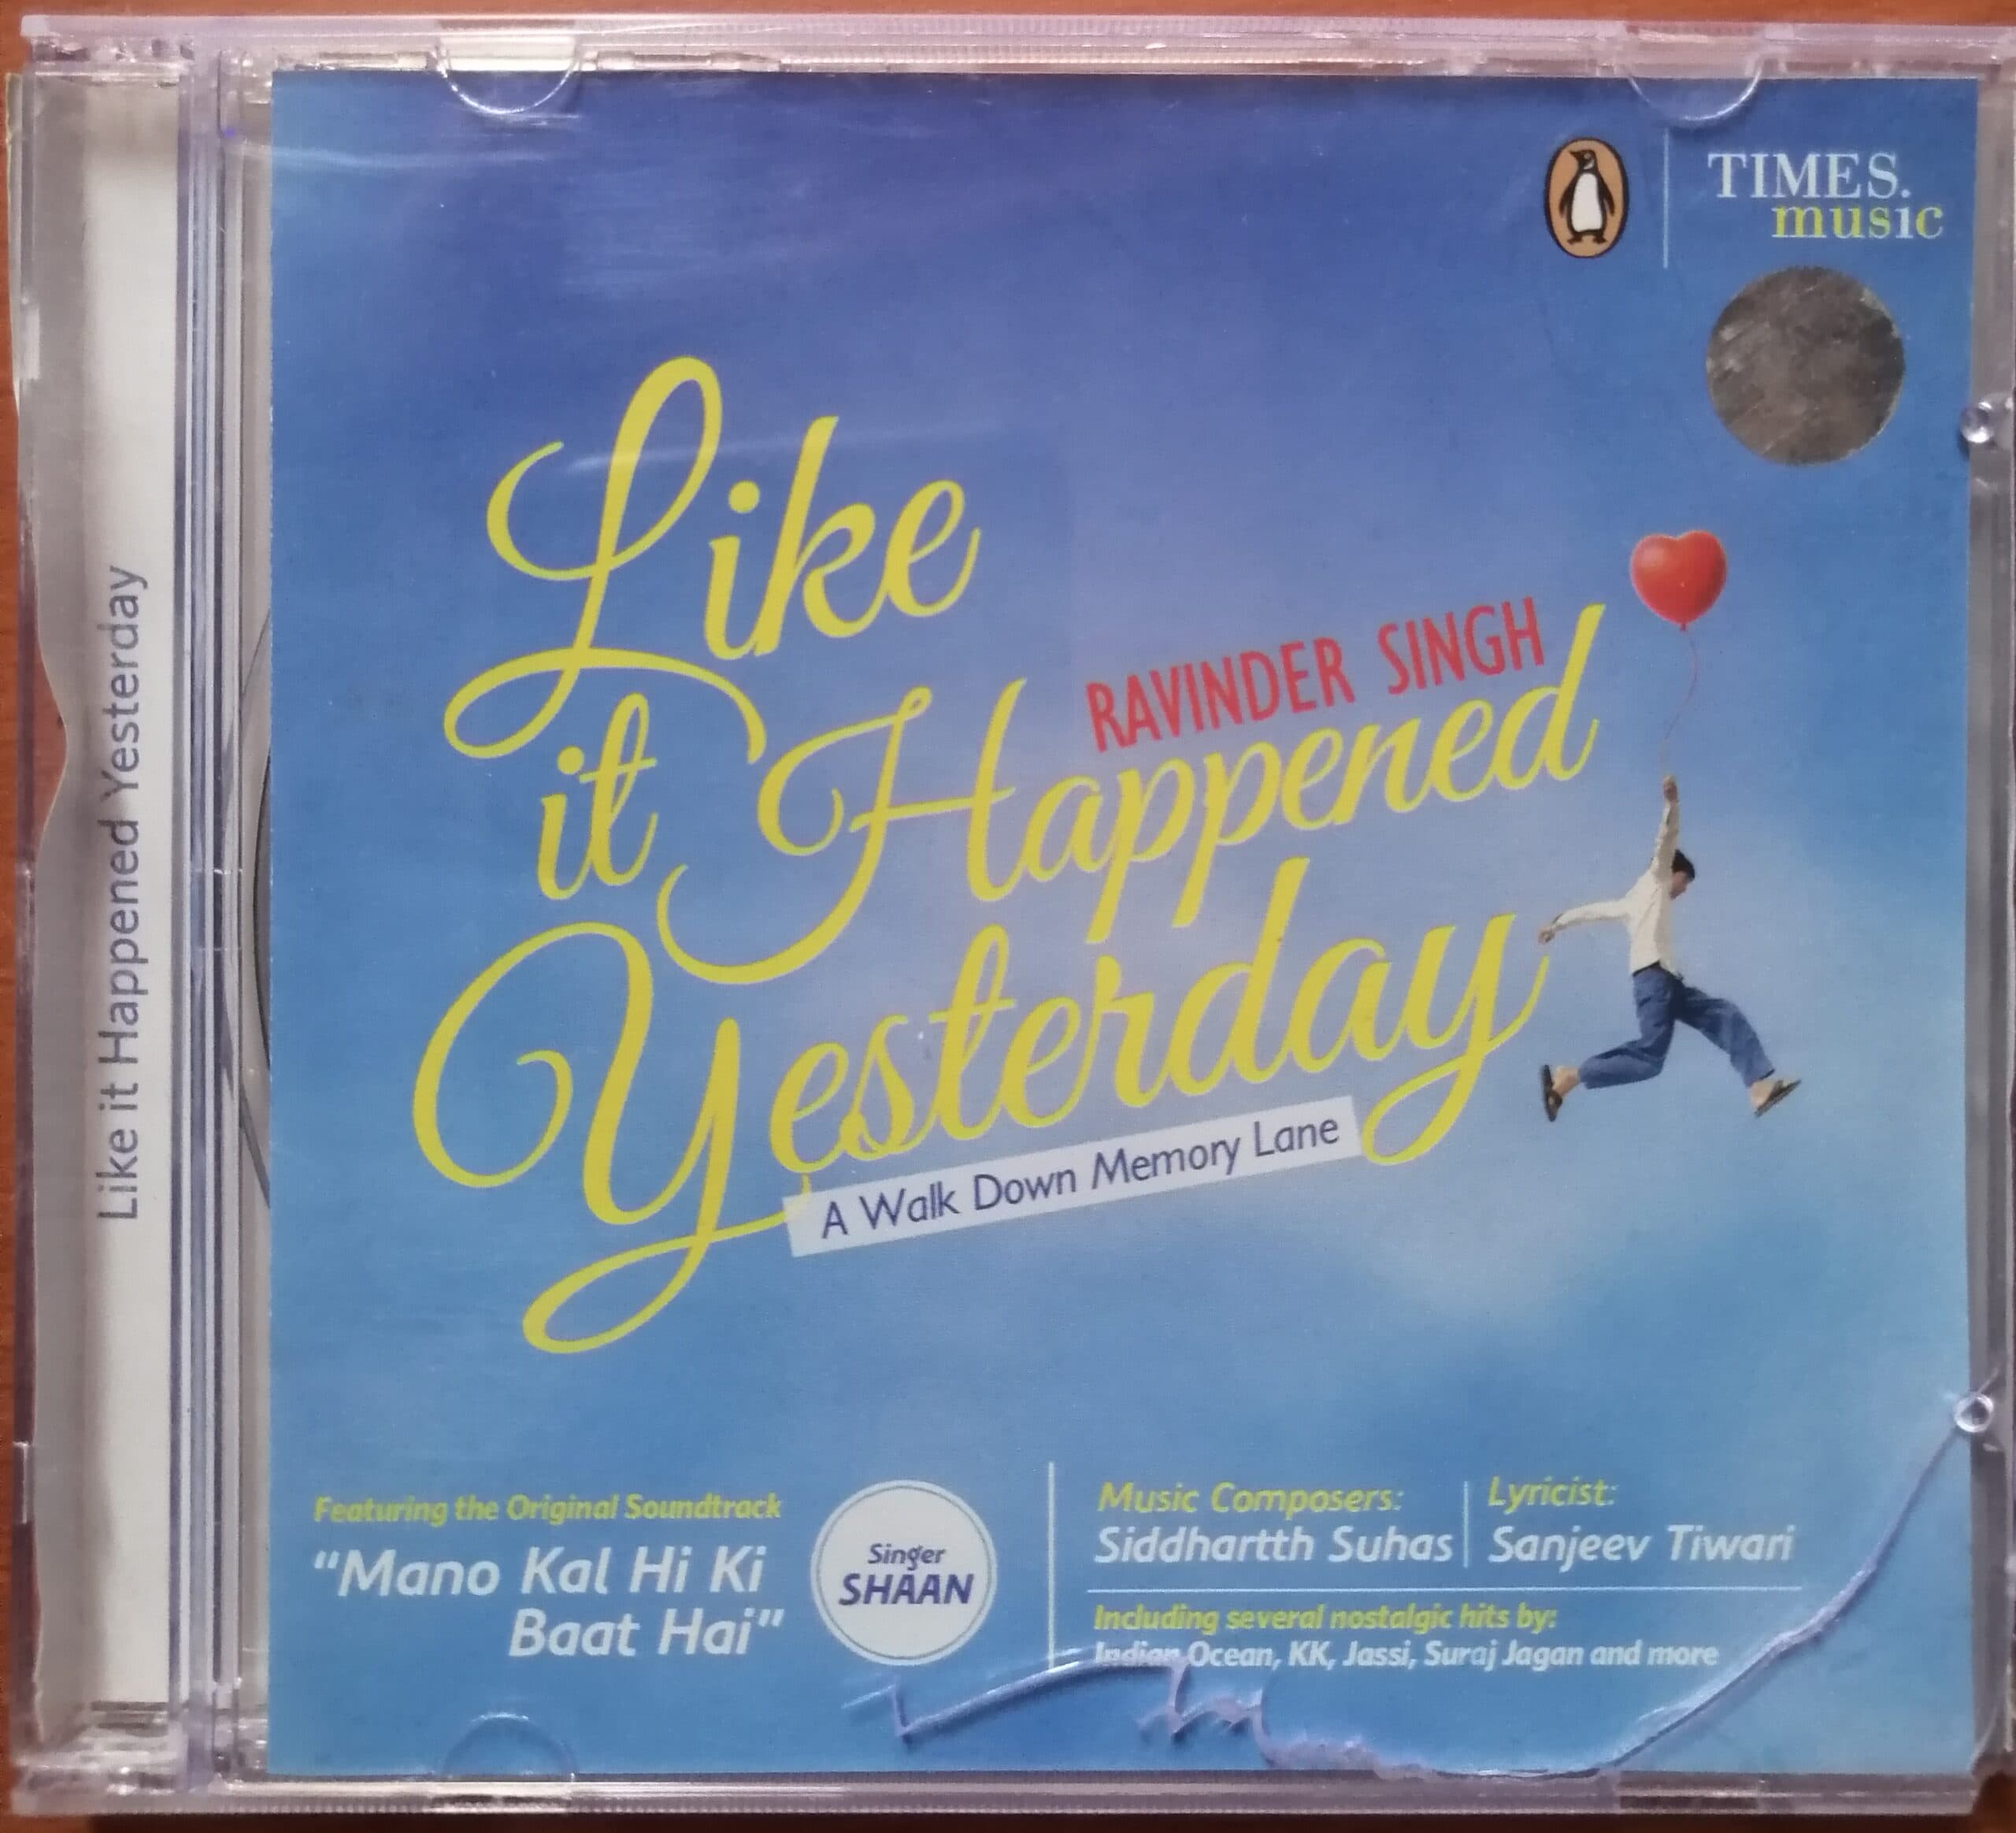 TIMES.
music
Like
it Happened
RAVINDER SINGH
Yesterday
A Walk Down Memory Lane
Like it Happened Yesterday
Featuring the Original Soundtrack
“Mano Kal Hi Ki
Baat Hai”
Singer
SHAAN
Music Composers:
Siddhartth Suhas
Lyricist:
Sanjeev Tiwari
Including several nostalgic hits by:
Indian Ocean, KK, Jassi, Suraj Jagan and more